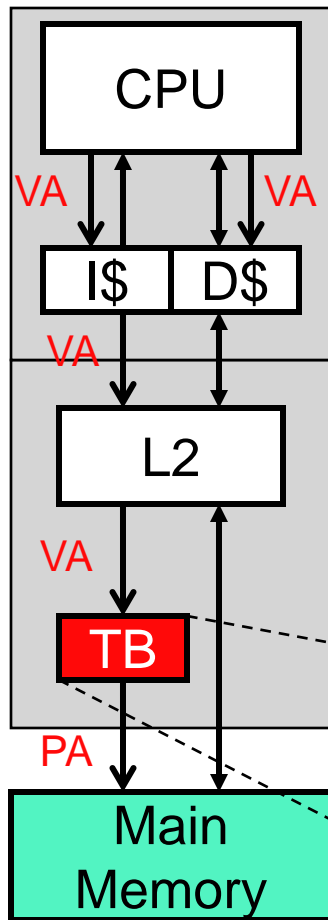 CPU
VA VA
I$ D$
VA
L2
VA
TB
PA
Main
Memory